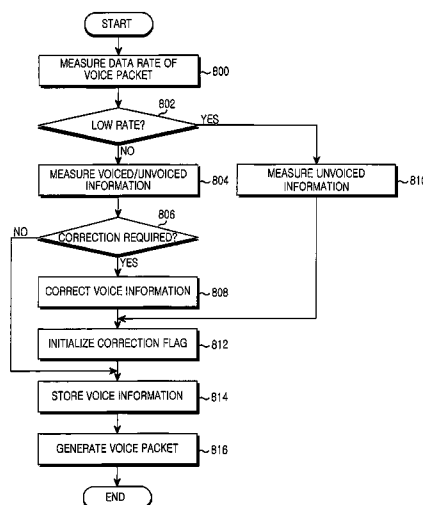 START
MEASURE DATA RATE OF
VOICE PACKET
800
802
LOW RATE?
YES
NO
MEASURE VOICED/UNVOICED
INFORMATION
804
MEASURE UNVOICED
INFORMATION
810
806
NO
CORRECTION REQUIRED?
YES
CORRECT VOICE INFORMATION
808
INITIALIZE CORRECTION FLAG
812
STORE VOICE INFORMATION
814
GENERATE VOICE PACKET
816
END